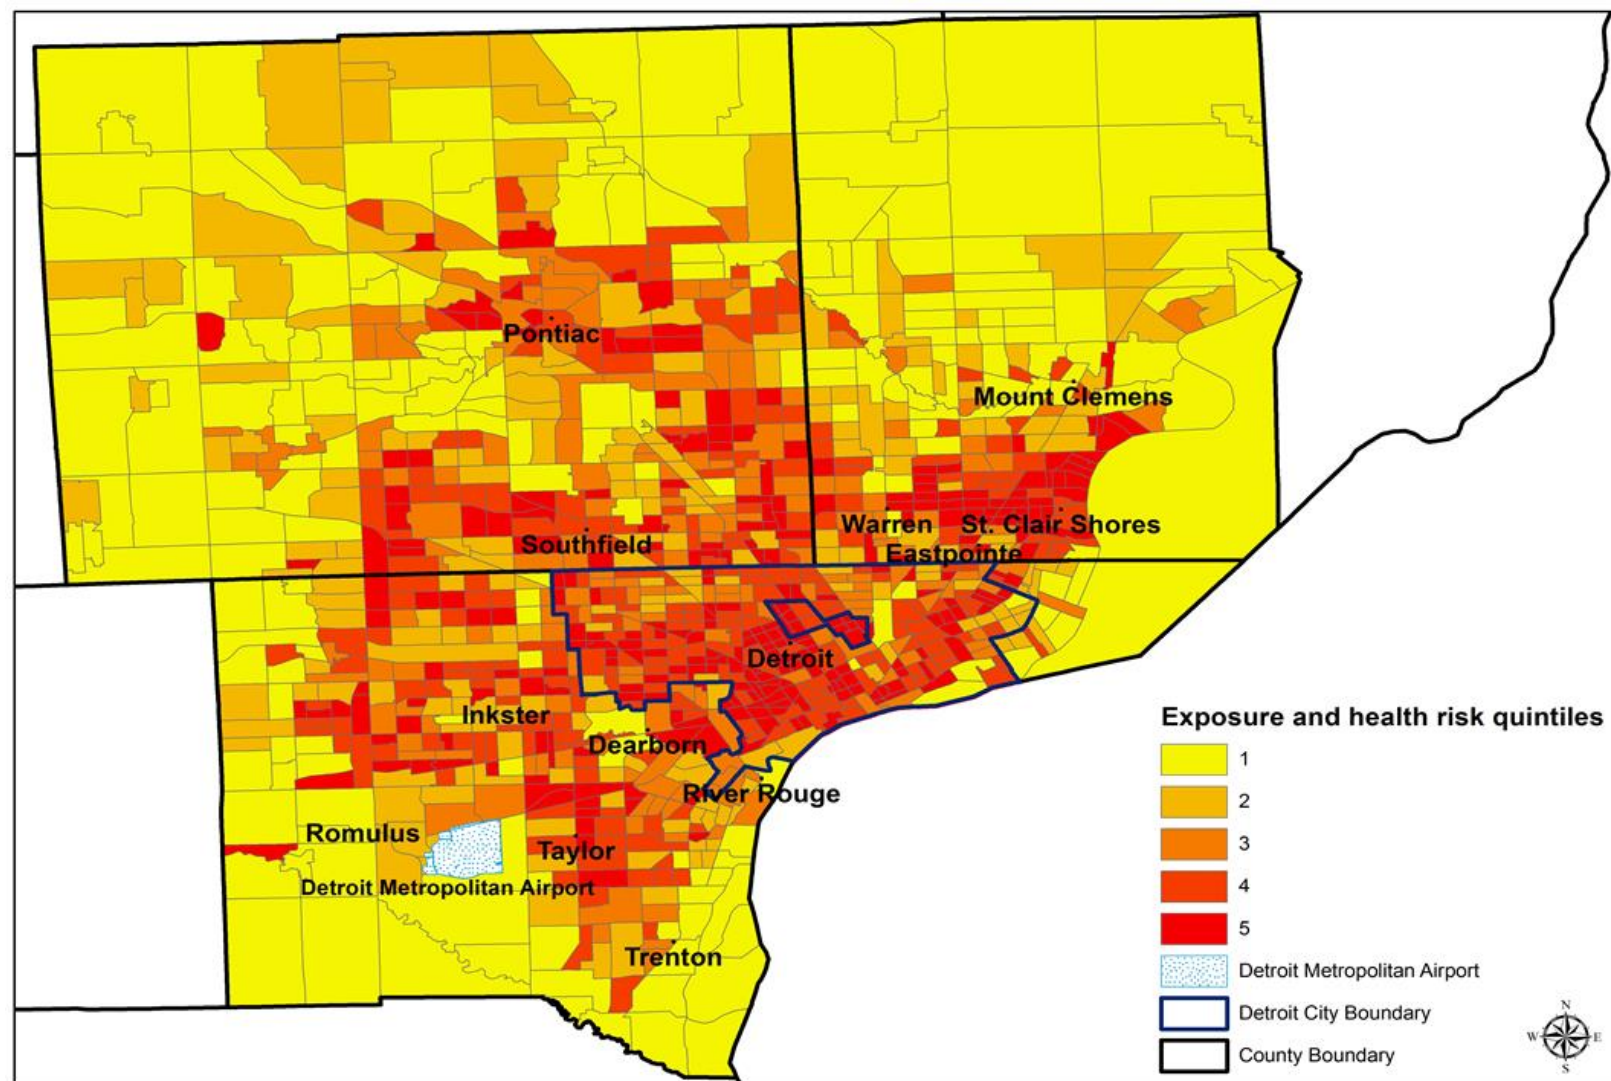 Pontiac
Mount Clemens
Warren
St. Clair Shores
Southfield
Eastpointe
Detroit
Inkster
Dearborn
River Rouge
Romulus
Taylor
Detroit Metropolitan Airport
Trenton
Exposure and health risk quintiles
1
2
3
4
5
Detroit Metropolitan Airport
Detroit City Boundary
County Boundary
N
W
E
S